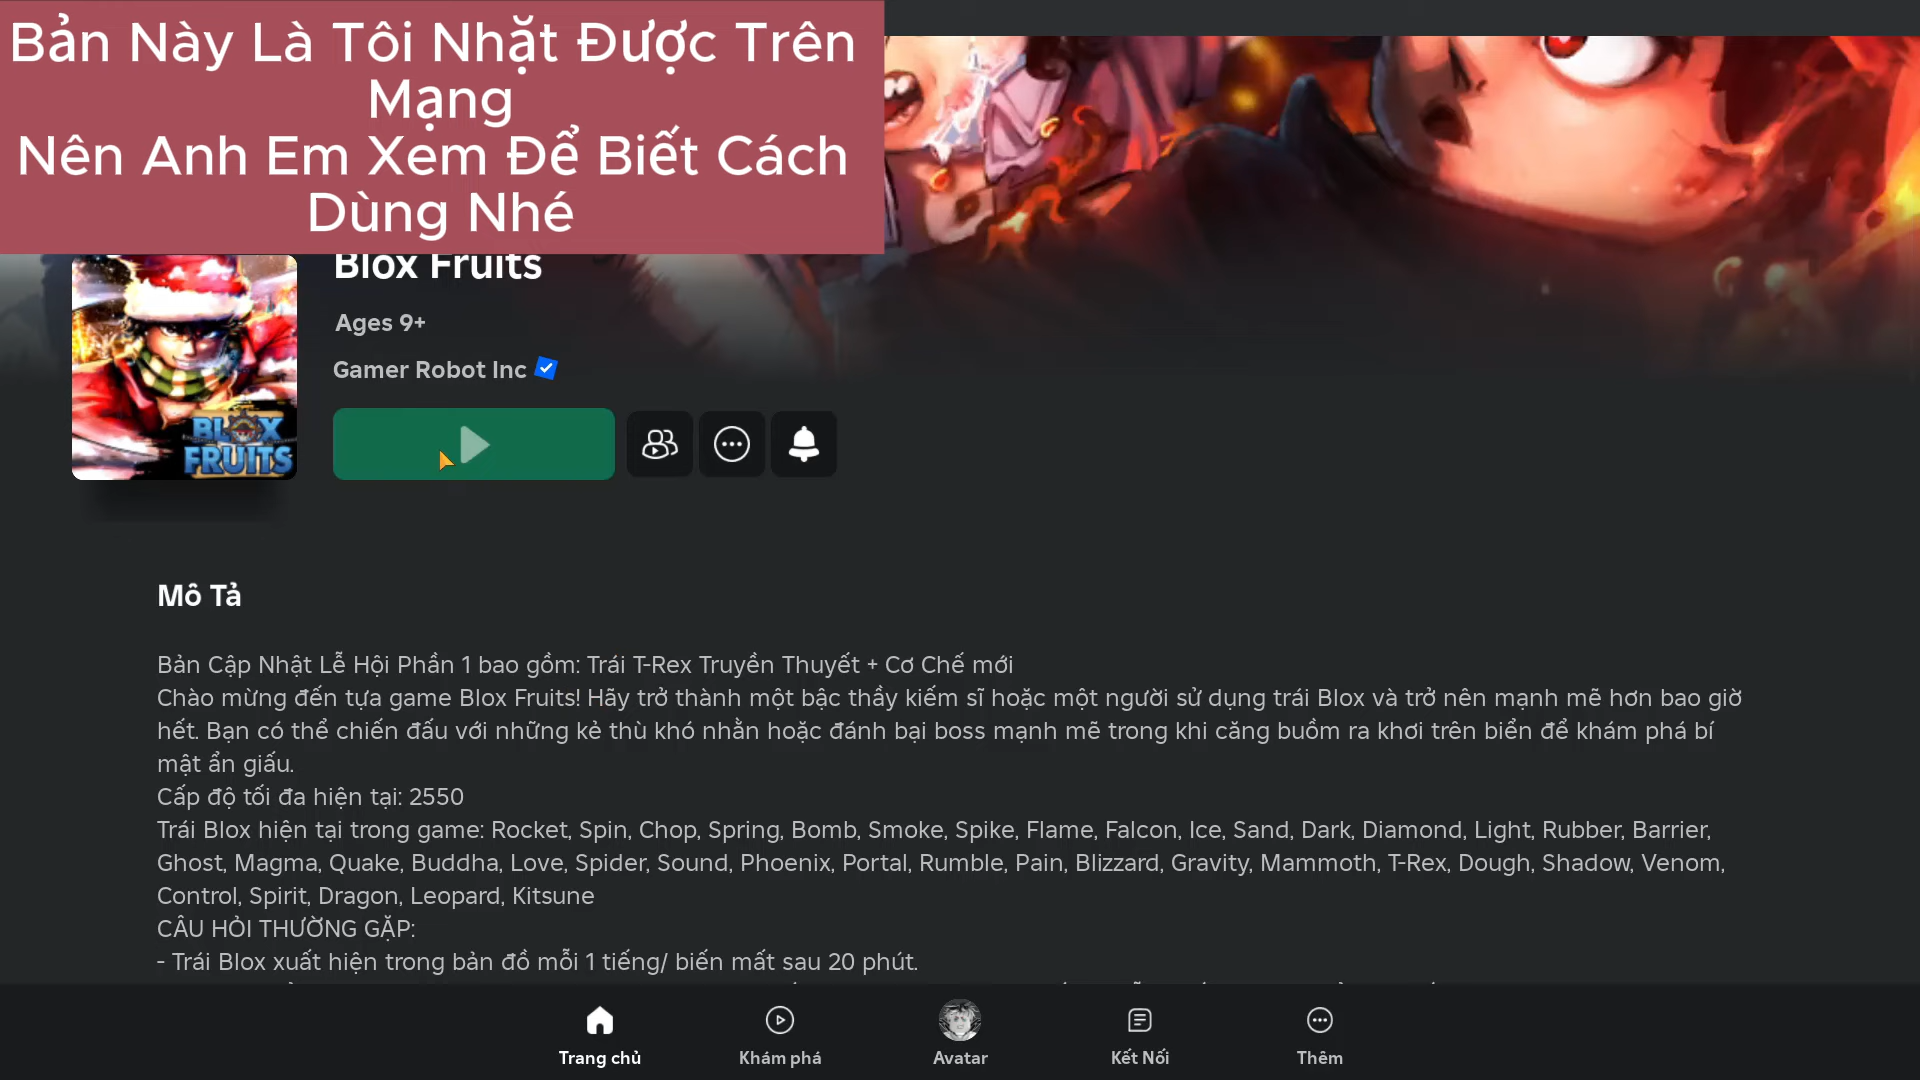 Bản Này Là Tôi Nhặt Được Trên
Mạng
Nên Anh Em Xem Để Biết Cách
Dùng Nhé
Blox Fruits
Ages 9+
Gamer Robot Inc
BLOX
FRUITS
Mô Tả
Bản Cập Nhật Lễ Hội Phần 1 bao gồm: Trái T-Rex Truyền Thuyết + Cơ Chế mới
Chào mừng đến tựa game Blox Fruits! Hãy trở thành một bậc thầy kiếm sĩ hoặc một người sử dụng trái Blox và trở nên mạnh mẽ hơn bao giờ
hết. Bạn có thể chiến đấu với những kẻ thù khó nhằn hoặc đánh bại boss mạnh mẽ trong khi căng buồm ra khơi trên biển để khám phá bí
mật ẩn giấu.
Cấp độ tối đa hiện tại: 2550
Trái Blox hiện tại trong game: Rocket, Spin, Chop, Spring, Bomb, Smoke, Spike, Flame, Falcon, Ice, Sand, Dark, Diamond, Light, Rubber, Barrier,
Ghost, Magma, Quake, Buddha, Love, Spider, Sound, Phoenix, Portal, Rumble, Pain, Blizzard, Gravity, Mammoth, T-Rex, Dough, Shadow, Venom,
Control, Spirit, Dragon, Leopard, Kitsune
CÂU HỎI THƯỜNG GẶP:
- Trái Blox xuất hiện trong bản đồ mỗi 1 tiếng/ biến mất sau 20 phút.
Trang chủ
Khám phá
Avatar
Kết Nối
Thêm